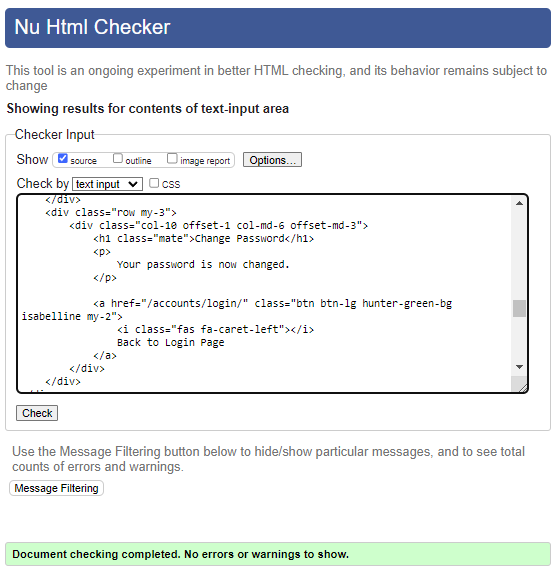 Nu Html Checker
This tool is an ongoing experiment in better HTML checking, and its behavior remains subject to
change
Showing results for contents of text-input area
Checker Input
Show source outline image report Options...
Check by text input CSS
</div>
<div class="row my-3">
<div class="col-10 offset-1 col-md-6 offset-md-3">
<h1 class="mate">Change Password</h1>
<p>
Your password is now changed.
</p>
<a href="/accounts/login/" class="btn btn-lg hunter-green-bg
isabelline my-2">
<i class="fas fa-caret-left"></i>
Back to Login Page
</a>
</div>
</div>
Check
Use the Message Filtering button below to hide/show particular messages, and to see total
counts of errors and warnings.
Message Filtering
Document checking completed. No errors or warnings to show.